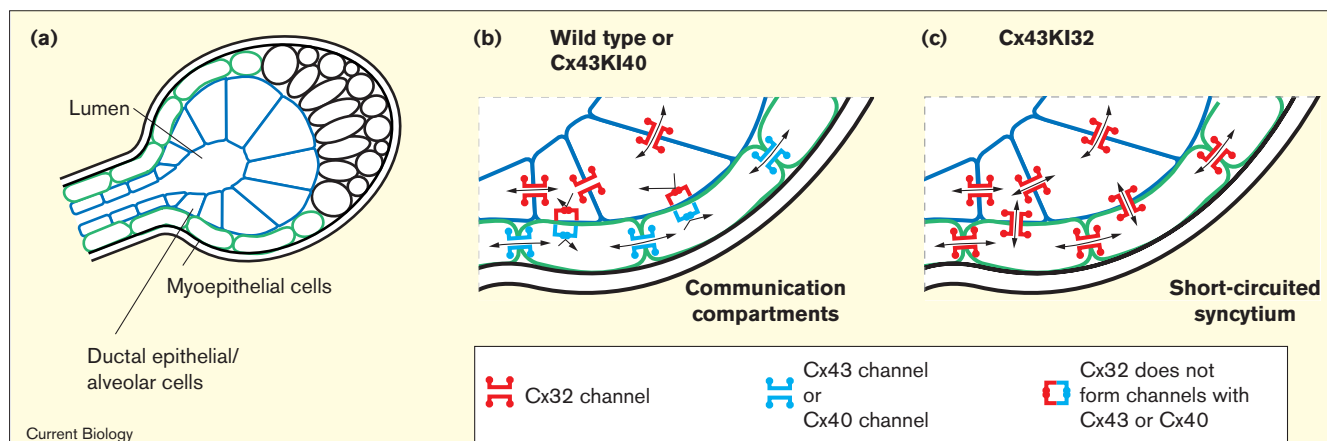 (a)
Lumen
Myoepithelial cells
Ductal epithelial/
alveolar cells
Current Biology
(b) Wild type or
Cx43KI40
Communication
compartments
(c) Cx43KI32
Short-circuited
syncytium
Cx32 channel
Cx43 channel
or
Cx40 channel
Cx32 does not
form channels with
Cx43 or Cx40